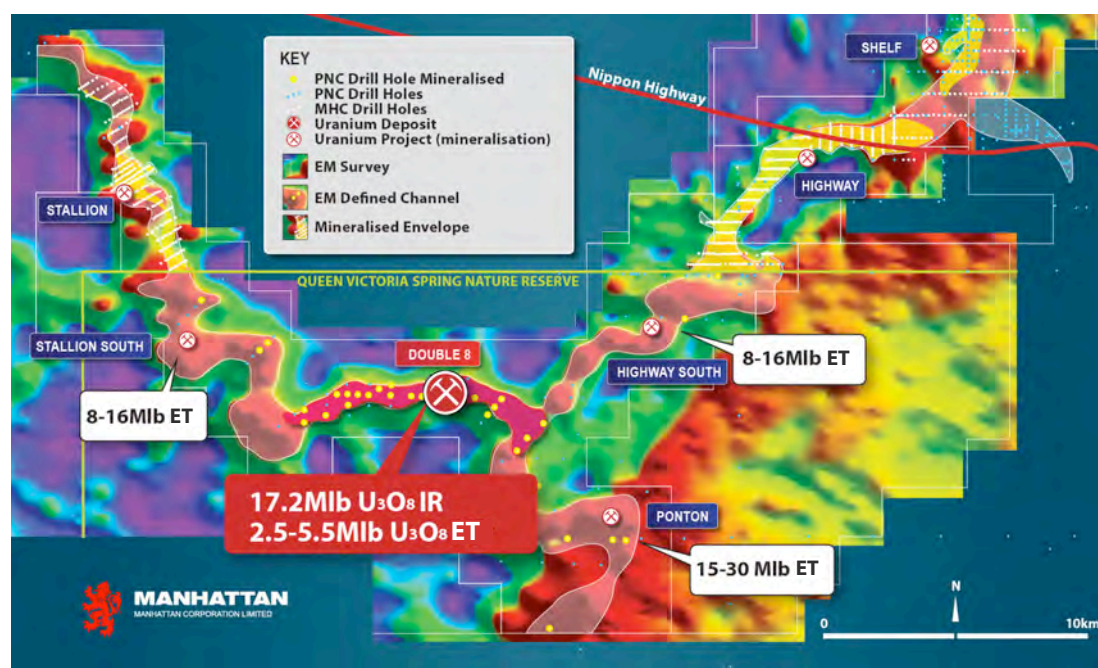 SHELF
KEY
PNC Drill Hole Mineralised
PNC Drill Holes
MHC Drill Holes
Uranium Deposit
Uranium Project (mineralisation)
EM Survey
EM Defined Channel
Mineralised Envelope
Nippon Highway
HIGHWAY
STALLION
QUEEN VICTORIA SPRING NATURE RESERVE
STALLION SOUTH
DOUBLE 8
8-16Mlb ET
HIGHWAY SOUTH
8-16Mlb ET
17.2Mlb U3O8 IR
2.5-5.5Mlb U3O8 ET
PONTON
15-30 Mlb ET
MANHATTAN
MANHATTAN CORPORATION LIMITED
N
0 10km